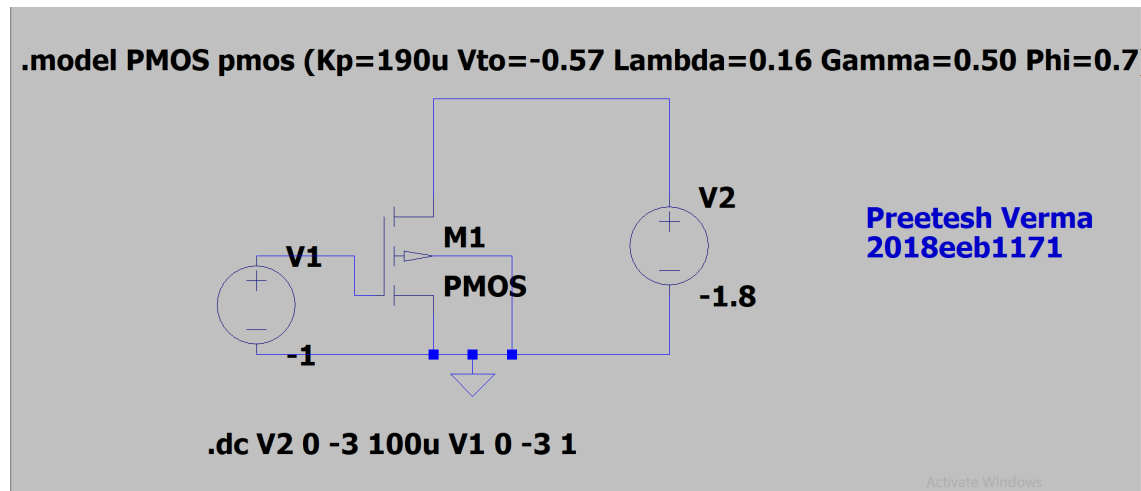 .model PMOS pmos (Kp=190u Vto=-0.57 Lambda=0.16 Gamma=0.50 Phi=0.7
V2
Preetesh Verma
2018eeb1171
M1
V1
PMOS
-1.8
-1
.dc V2 0 -3 100u V1 0 -3 1
Activate Windows